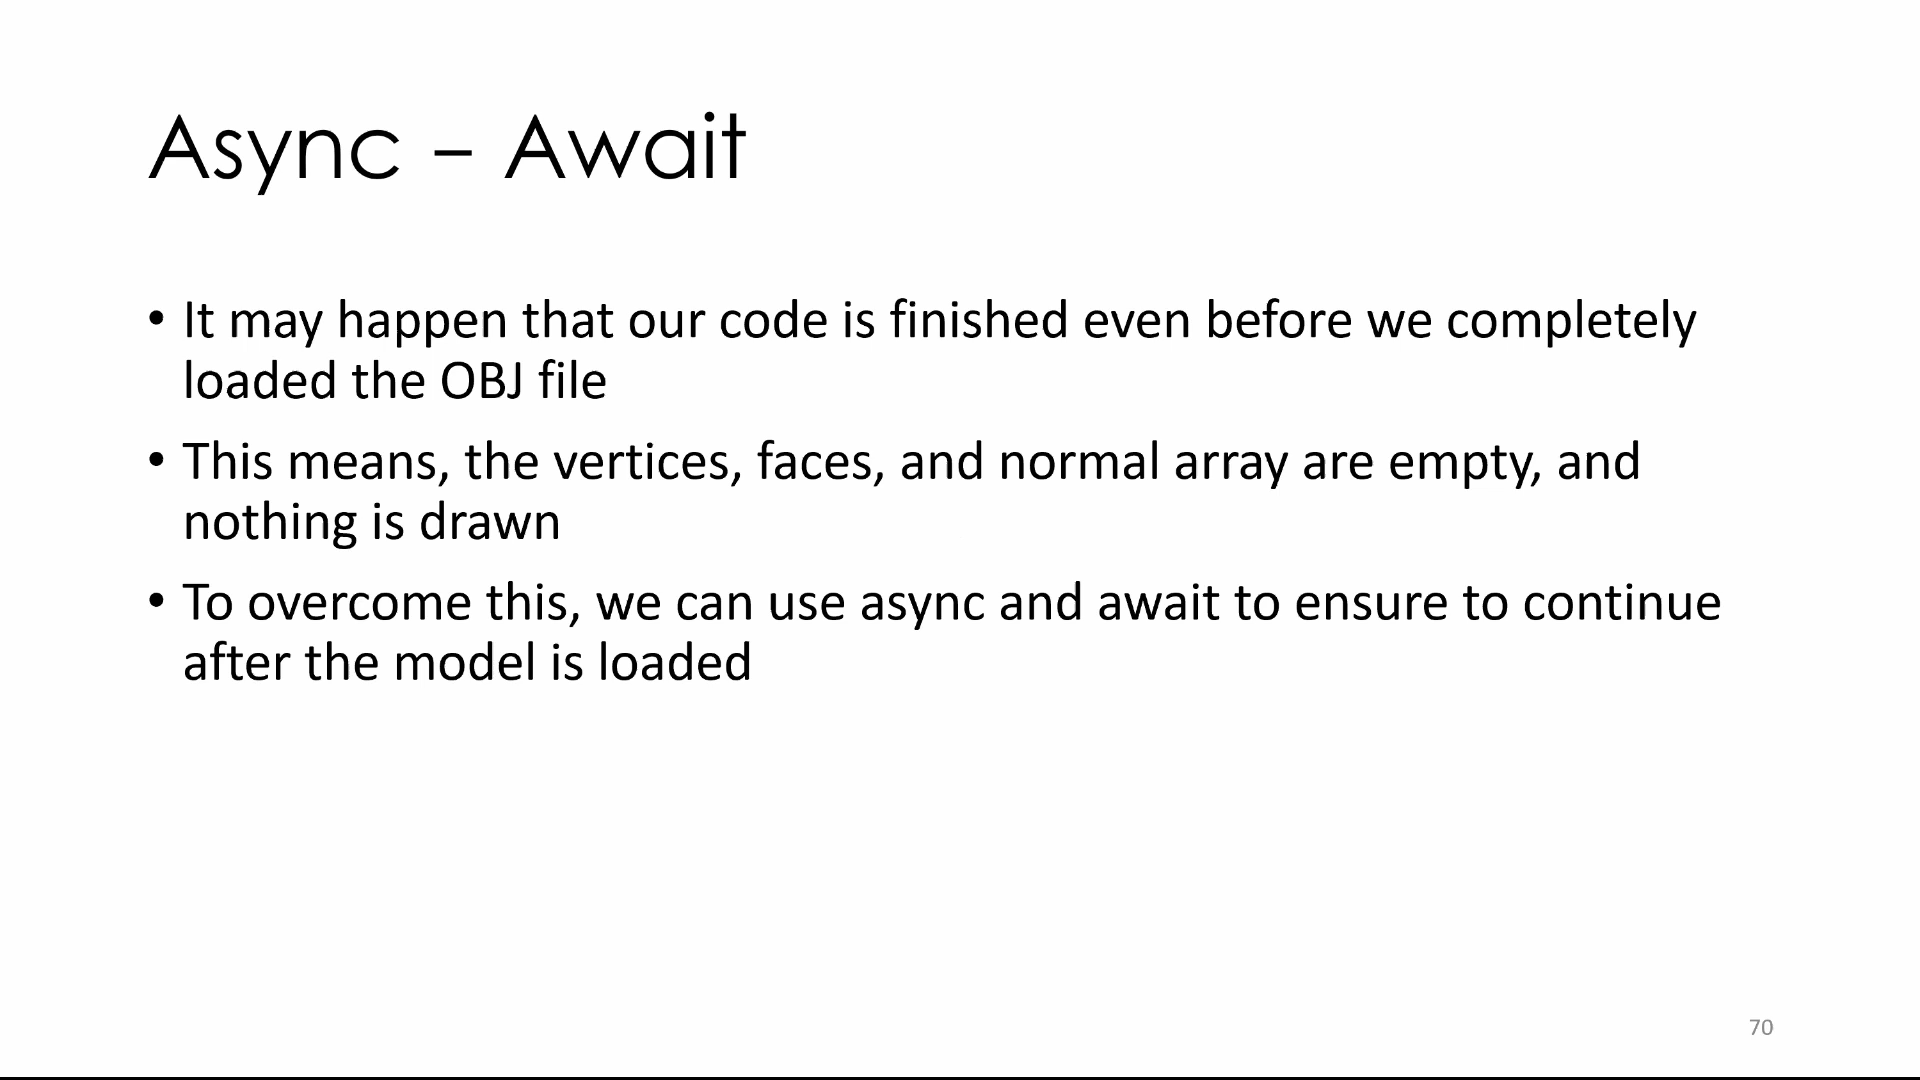 Async – Await
• It may happen that our code is finished even before we completely
loaded the OBJ file
• This means, the vertices, faces, and normal array are empty, and
nothing is drawn
• To overcome this, we can use async and await to ensure to continue
after the model is loaded
70